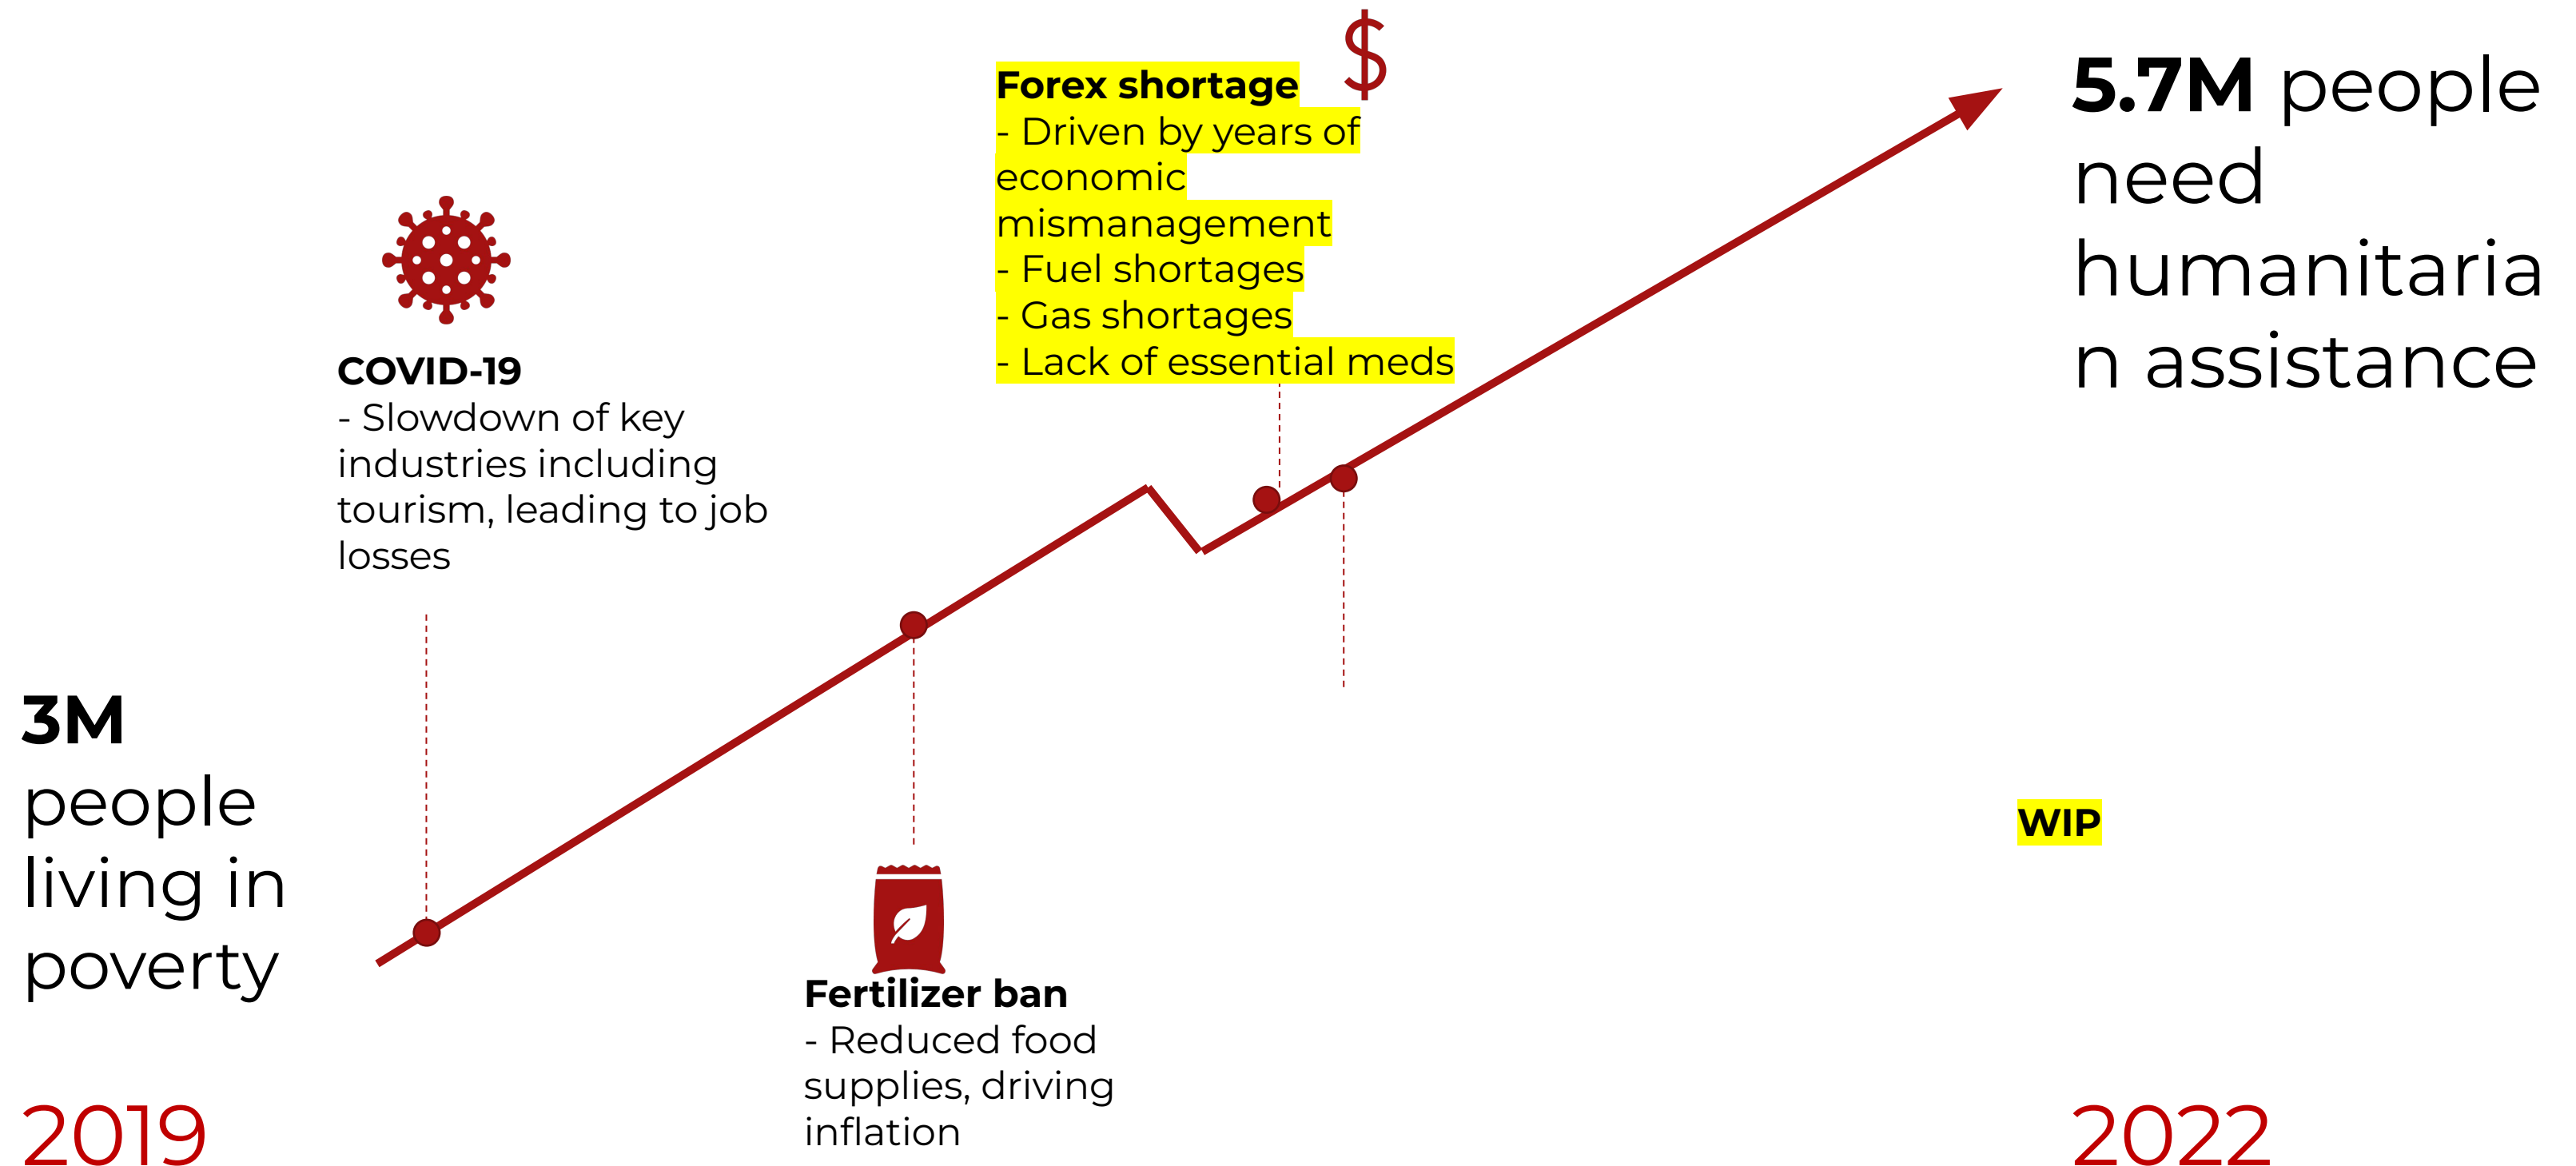 $
Forex shortage
- Driven by years of
economic
mismanagement
- Fuel shortages
- Gas shortages
- Lack of essential meds
5.7M people
need
humanitaria
n assistance
COVID-19
- Slowdown of key
industries including
tourism, leading to job
losses
3M
people
living in
poverty
WIP
Fertilizer ban
- Reduced food
supplies, driving
inflation
2019
2022